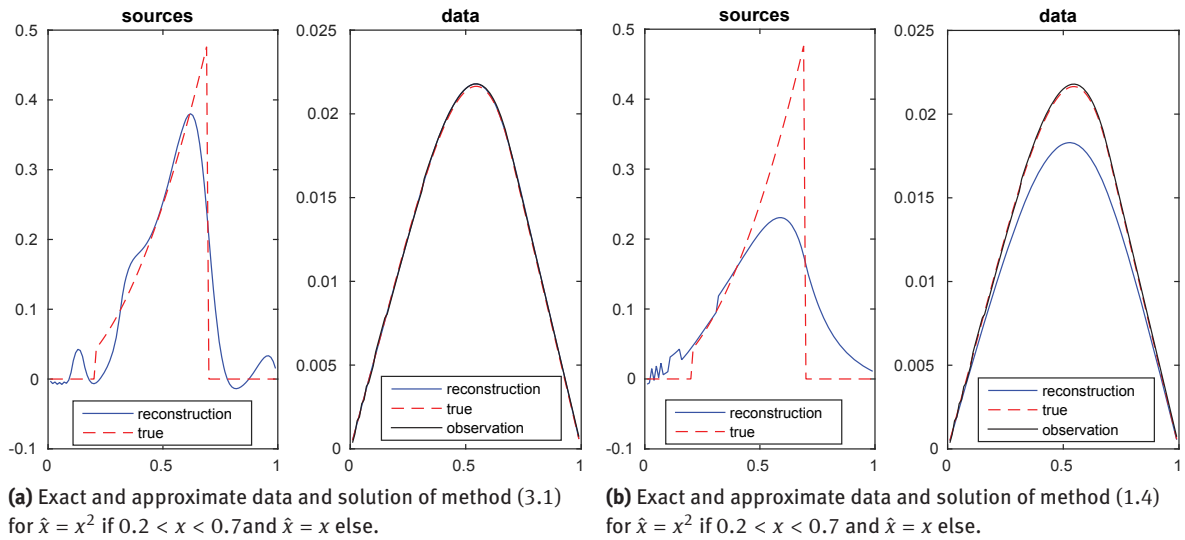 sources
0.5
0.4
0.3
0.2
0.1
0
-0.1
0
0.5
1
reconstruction
true
data
0.025
0.02
0.015
0.01
0.005
0
0
0.5
1
reconstruction
true
observation
(a) Exact and approximate data and solution of method (3.1)
for x̂ = x² if 0.2 < x < 0.7and x̂ = x else.
sources
0.5
0.4
0.3
0.2
0.1
0
-0.1
0
0.5
1
reconstruction
true
data
0.025
0.02
0.015
0.01
0.005
0
0
0.5
1
reconstruction
true
observation
(b) Exact and approximate data and solution of method (1.4)
for x̂ = x² if 0.2 < x < 0.7 and x̂ = x else.